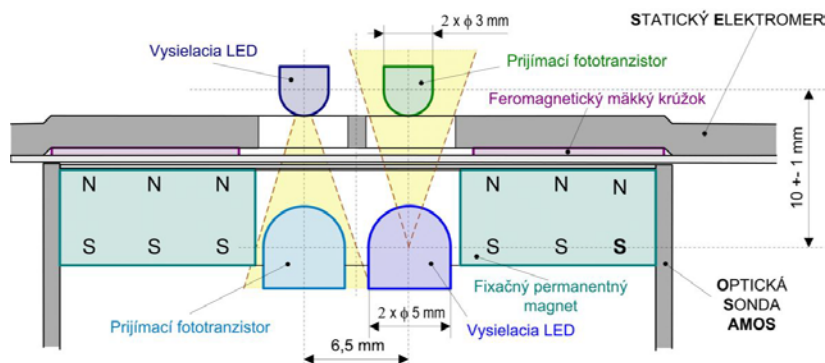 2 x ϕ 3 mm
STATICKÝ ELEKTROMER
Vysielacia LED
Prijímací fototranzistor
Feromagnetický mäkký krúžok
10 +- 1 mm
N N N
N N N
S S S
S S S
Fixačný permanentný
magnet
OPTICKÁ
SONDA
AMOS
Prijímací fototranzistor
2 x ϕ 5 mm
Vysielacia LED
6,5 mm